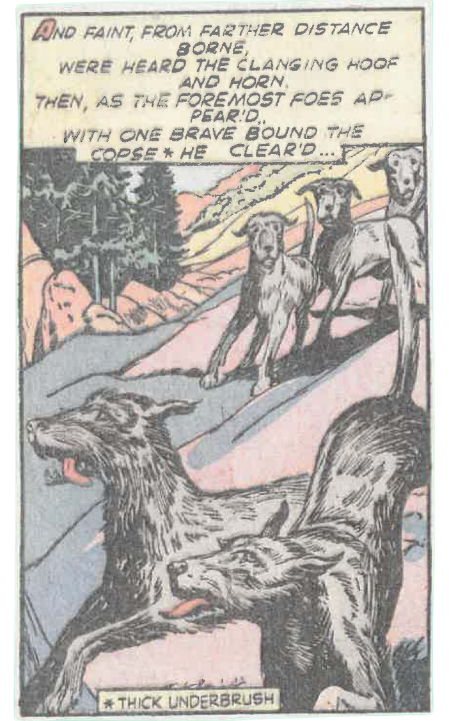 AND FAINT, FROM FARTHER DISTANCE
BORNE,
WERE HEARD THE CLANGING HOOF
AND HORN.
THEN, AS THE FOREMOST FOES AP-
PEAR'D,
WITH ONE BRAVE BOUND THE
COPSE * HE CLEAR'D...
* THICK UNDERBRUSH